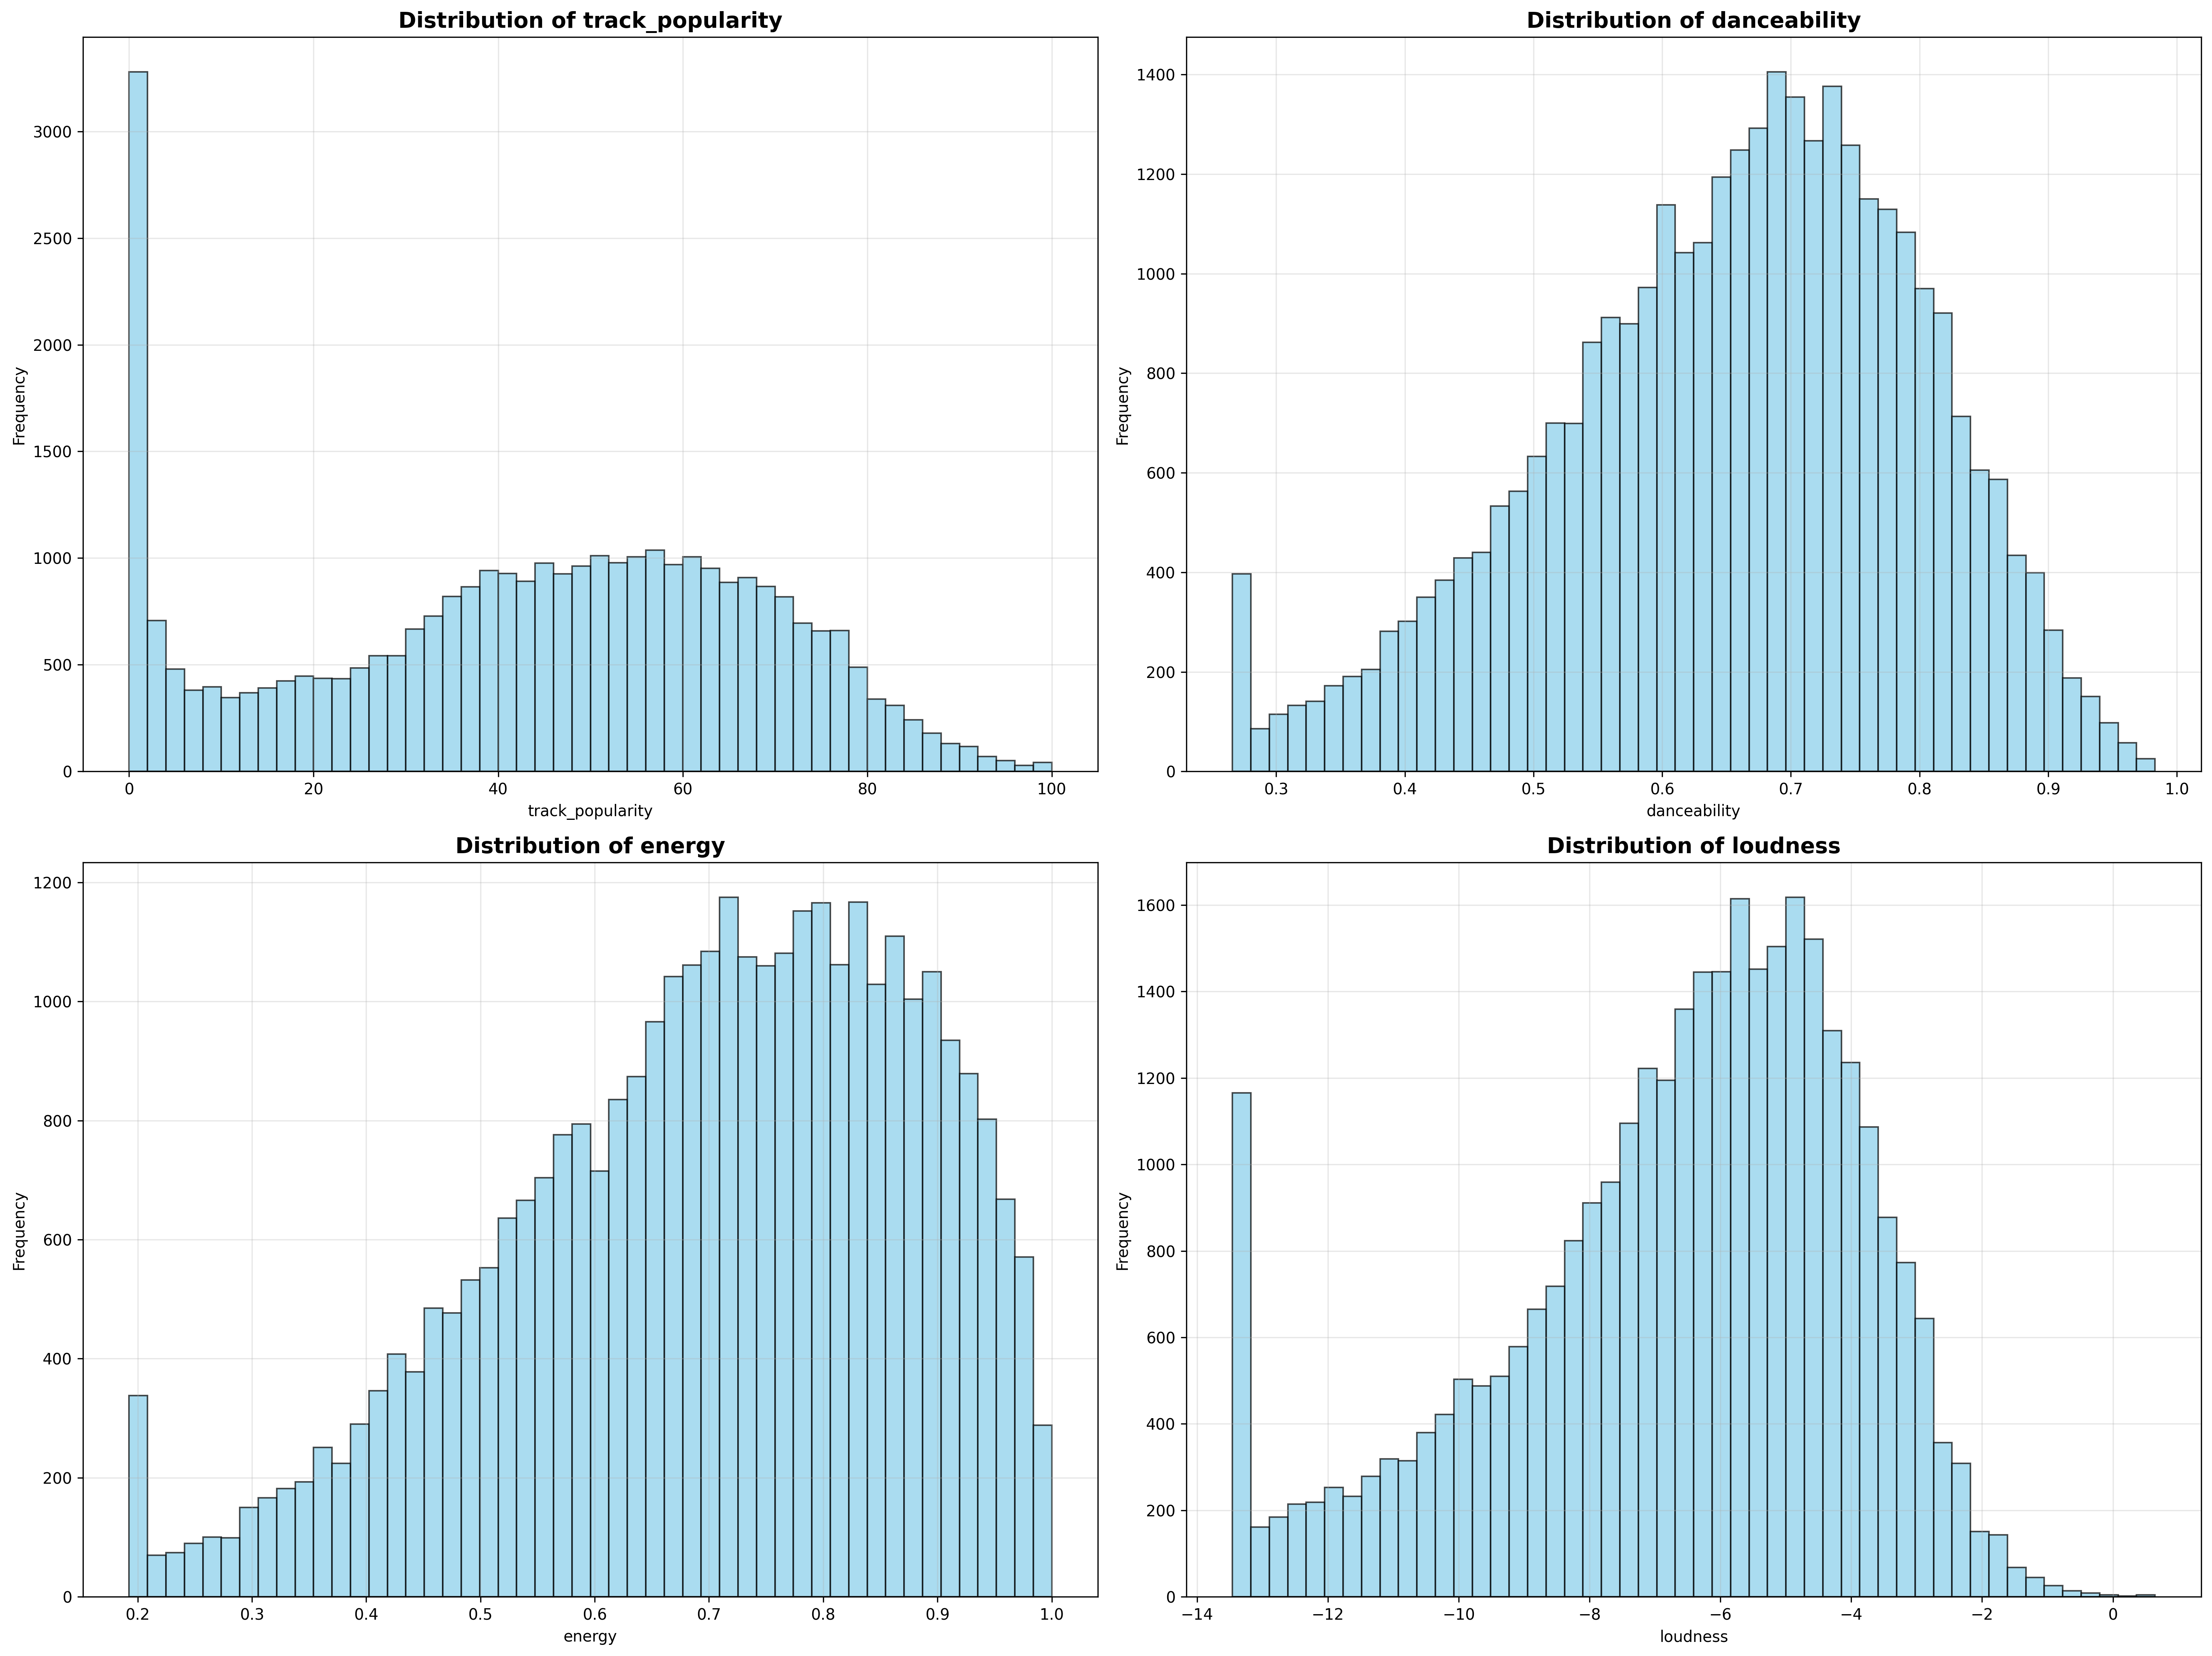 Distribution of track_popularity
Frequency
3000
2500
2000
1500
1000
500
0
0 20 40 60 80 100
track_popularity
Distribution of danceability
Frequency
1400
1200
1000
800
600
400
200
0
0.3 0.4 0.5 0.6 0.7 0.8 0.9 1.0
danceability
Distribution of energy
Frequency
1200
1000
800
600
400
200
0
0.2 0.3 0.4 0.5 0.6 0.7 0.8 0.9 1.0
energy
Distribution of loudness
Frequency
1600
1400
1200
1000
800
600
400
200
0
−14 −12 −10 −8 −6 −4 −2 0
loudness